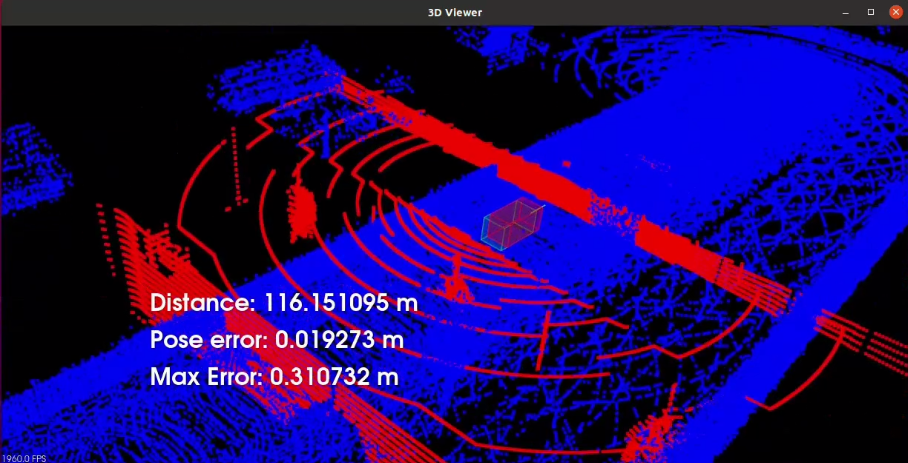 3D Viewer
Distance: 116.151095 m
Pose error: 0.019273 m
Max Error: 0.310732 m
1960.0 FPS